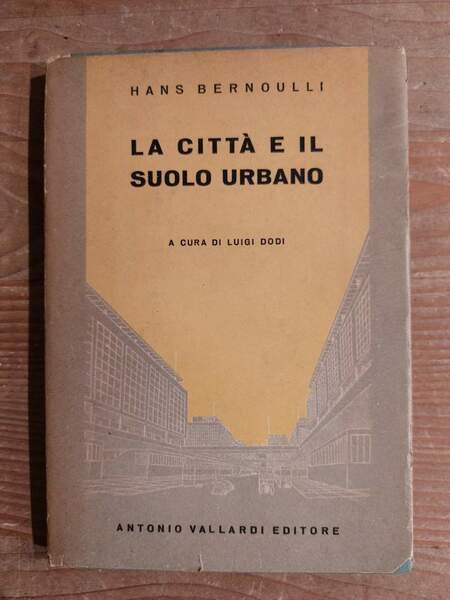 HANS BERNOULLI
LA CITTÀ E IL
SUOLO URBANO
A CURA DI LUIGI DODI
ANTONIO VALLARDI EDITORE